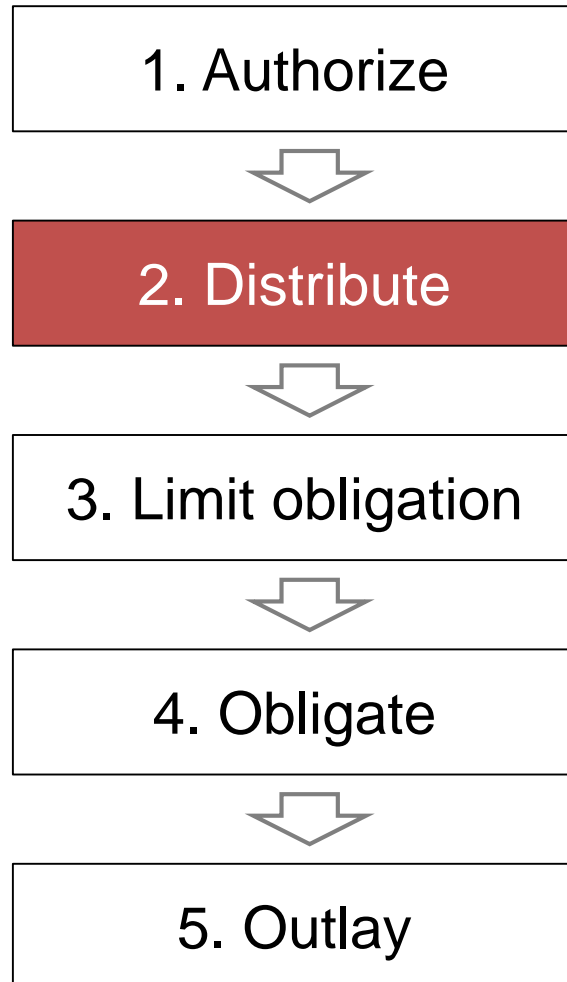 1. Authorize
2. Distribute
3. Limit obligation
4. Obligate
5. Outlay